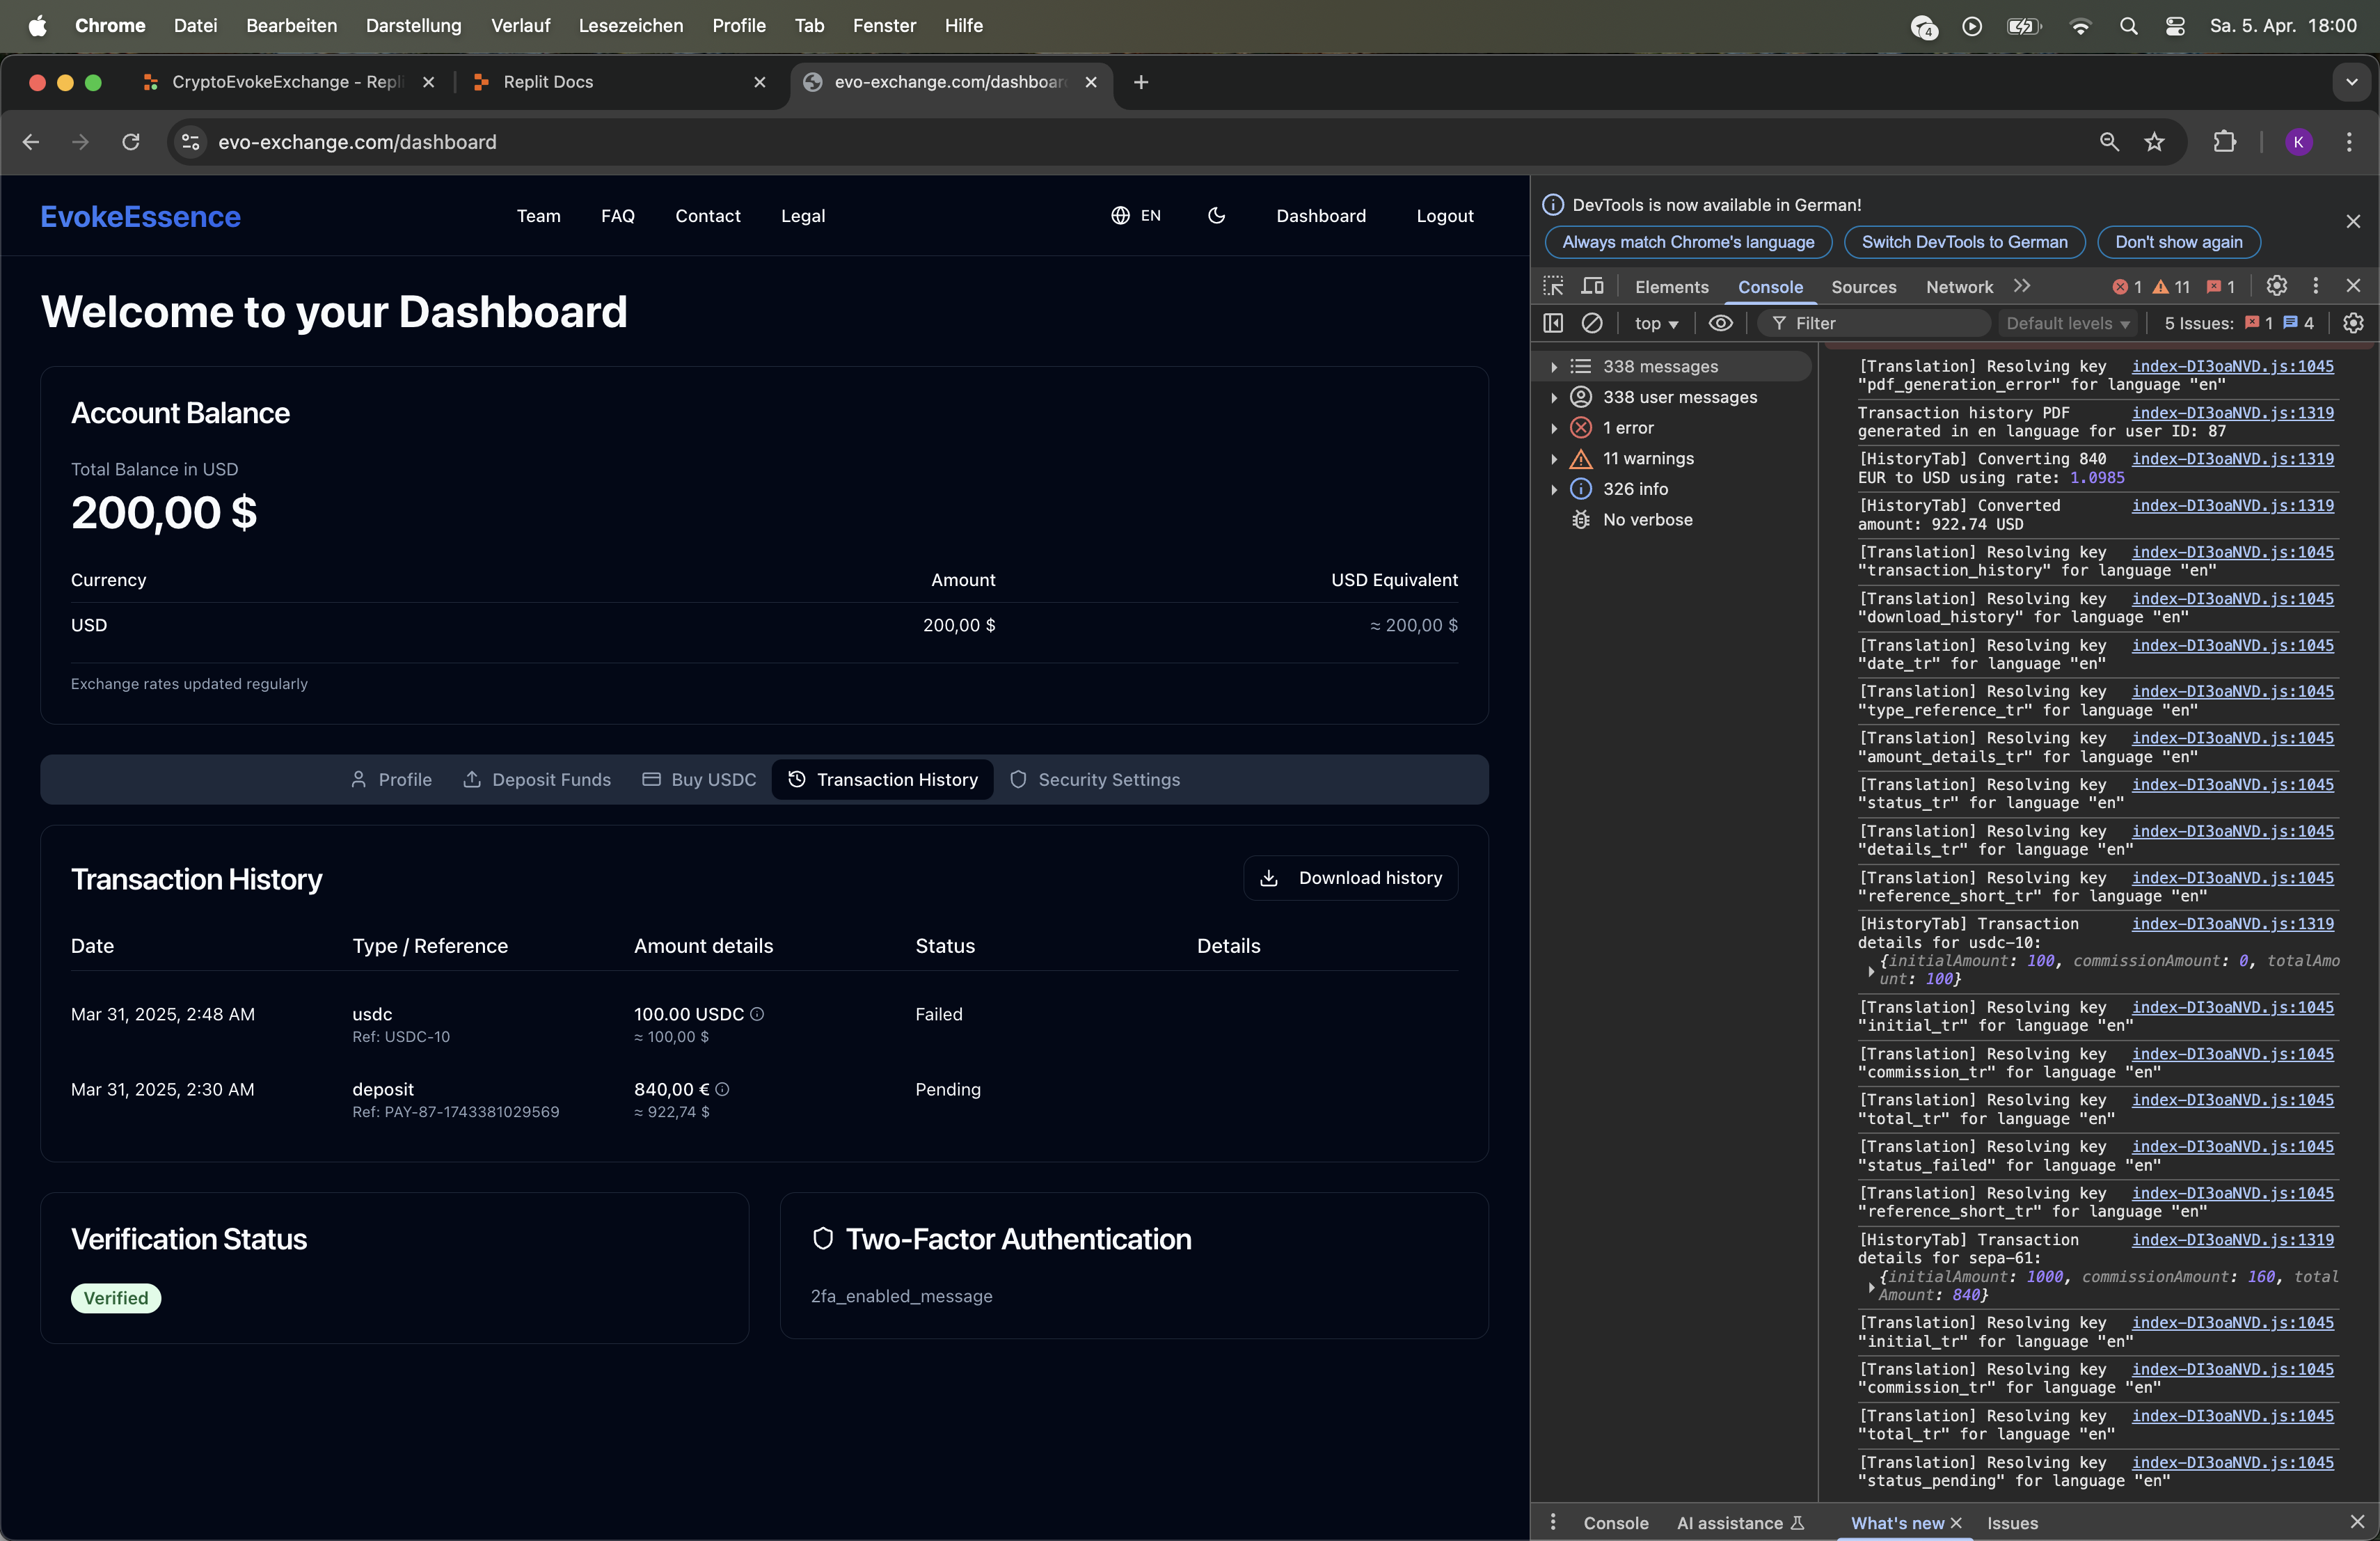 Chrome Datei Bearbeiten Darstellung Verlauf Lesezeichen Profile Tab Fenster Hilfe 4 Sa. 5. Apr. 18:00
CryptoEvokeExchange - Repli Replit Docs evo-exchange.com/dashboar
evo-exchange.com/dashboard K
EvokeEssence Team FAQ Contact Legal EN Dashboard Logout
Welcome to your Dashboard
Account Balance
Total Balance in USD
200,00 $
Currency Amount USD Equivalent
USD 200,00 $ ≈ 200,00 $
Exchange rates updated regularly
Profile Deposit Funds Buy USDC Transaction History Security Settings
Transaction History Download history
Date Type / Reference Amount details Status Details
Mar 31, 2025, 2:48 AM usdc 100.00 USDC Failed
Ref: USDC-10 ≈ 100,00 $
Mar 31, 2025, 2:30 AM deposit 840,00 € Pending
Ref: PAY-87-1743381029569 ≈ 922,74 $
Verification Status
Verified
Two-Factor Authentication
2fa_enabled_message
DevTools is now available in German!
Always match Chrome's language Switch DevTools to German Don't show again
Elements Console Sources Network 1 11 1
top Filter Default levels 5 Issues: 1 4
338 messages
338 user messages
1 error
11 warnings
326 info
No verbose
[Translation] Resolving key index-DI3oaNVD.js:1045
"pdf_generation_error" for language "en"
Transaction history PDF index-DI3oaNVD.js:1319
generated in en language for user ID: 87
[HistoryTab] Converting 840 index-DI3oaNVD.js:1319
EUR to USD using rate: 1.0985
[HistoryTab] Converted index-DI3oaNVD.js:1319
amount: 922.74 USD
[Translation] Resolving key index-DI3oaNVD.js:1045
"transaction_history" for language "en"
[Translation] Resolving key index-DI3oaNVD.js:1045
"download_history" for language "en"
[Translation] Resolving key index-DI3oaNVD.js:1045
"date_tr" for language "en"
[Translation] Resolving key index-DI3oaNVD.js:1045
"type_reference_tr" for language "en"
[Translation] Resolving key index-DI3oaNVD.js:1045
"amount_details_tr" for language "en"
[Translation] Resolving key index-DI3oaNVD.js:1045
"status_tr" for language "en"
[Translation] Resolving key index-DI3oaNVD.js:1045
"details_tr" for language "en"
[Translation] Resolving key index-DI3oaNVD.js:1045
"reference_short_tr" for language "en"
[HistoryTab] Transaction index-DI3oaNVD.js:1319
details for usdc-10:
{initialAmount: 100, commissionAmount: 0, totalAmo
unt: 100}
[Translation] Resolving key index-DI3oaNVD.js:1045
"initial_tr" for language "en"
[Translation] Resolving key index-DI3oaNVD.js:1045
"commission_tr" for language "en"
[Translation] Resolving key index-DI3oaNVD.js:1045
"total_tr" for language "en"
[Translation] Resolving key index-DI3oaNVD.js:1045
"status_failed" for language "en"
[Translation] Resolving key index-DI3oaNVD.js:1045
"reference_short_tr" for language "en"
[HistoryTab] Transaction index-DI3oaNVD.js:1319
details for sepa-61:
{initialAmount: 1000, commissionAmount: 160, total
Amount: 840}
[Translation] Resolving key index-DI3oaNVD.js:1045
"initial_tr" for language "en"
[Translation] Resolving key index-DI3oaNVD.js:1045
"commission_tr" for language "en"
[Translation] Resolving key index-DI3oaNVD.js:1045
"total_tr" for language "en"
[Translation] Resolving key index-DI3oaNVD.js:1045
"status_pending" for language "en"
Console AI assistance What's new Issues